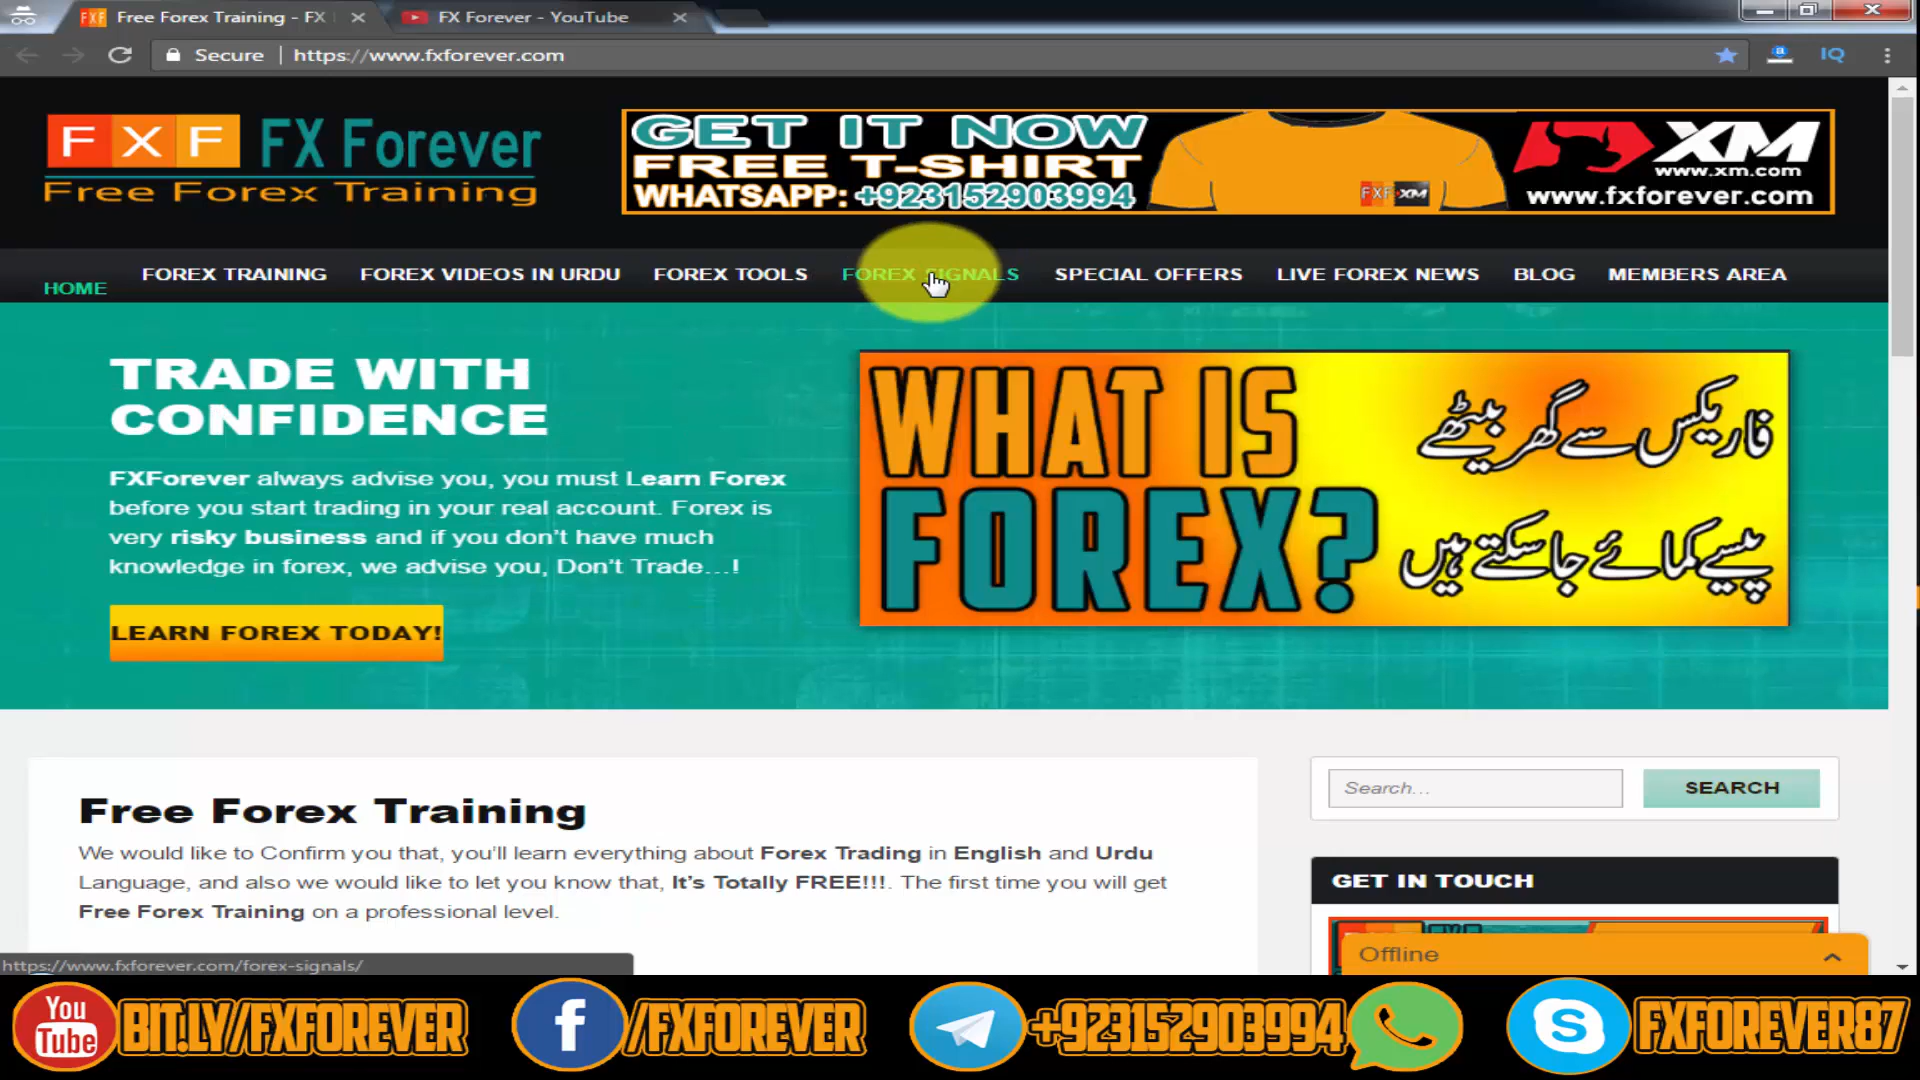 Free Forex Training - FX
FX Forever - YouTube
Secure
https://www.fxforever.com
IQ
FXF FX Forever
Free Forex Training
GET IT NOW
FREE T-SHIRT
WHATSAPP: +923152903994
FXF XM
XM
www.xm.com
www.fxforever.com
HOME
FOREX TRAINING
FOREX VIDEOS IN URDU
FOREX TOOLS
FOREX SIGNALS
SPECIAL OFFERS
LIVE FOREX NEWS
BLOG
MEMBERS AREA
TRADE WITH
CONFIDENCE
FXForever always advise you, you must Learn Forex
before you start trading in your real account. Forex is
very risky business and if you don’t have much
knowledge in forex, we advise you, Don’t Trade...!
LEARN FOREX TODAY!
WHAT IS
FOREX?
فاریکس سے گھر بیٹھے
پیسے کمائے جا سکتے ہیں
Free Forex Training
We would like to Confirm you that, you’ll learn everything about Forex Trading in English and Urdu
Language, and also we would like to let you know that, It’s Totally FREE!!!. The first time you will get
Free Forex Training on a professional level.
Search...
SEARCH
GET IN TOUCH
Offline
https://www.fxforever.com/forex-signals/
You
Tube
BIT.LY/FXFOREVER
f
/FXFOREVER
+923152903994
S
FXFOREVER87